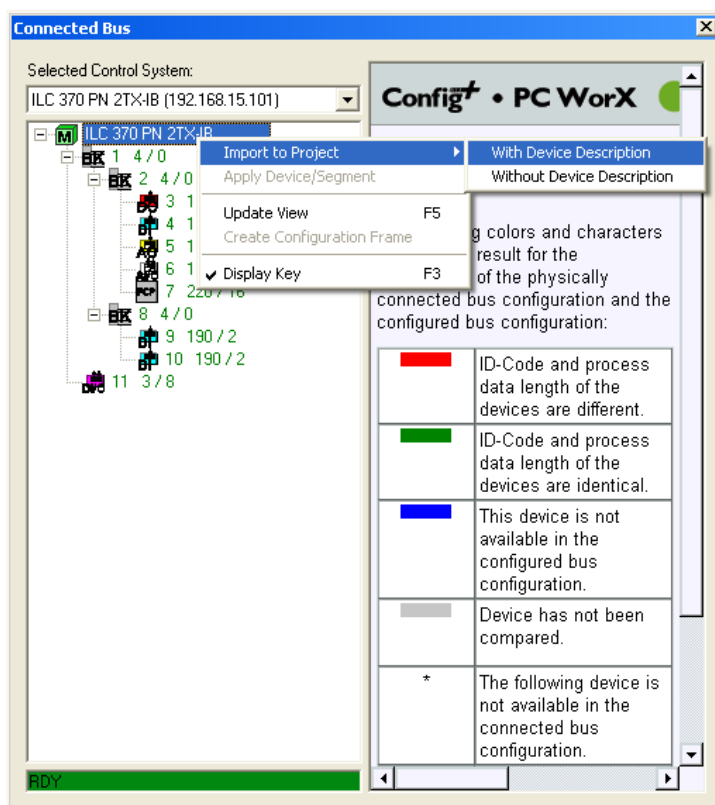 Connected Bus
Selected Control System:
ILC 370 PN 2TX-IB (192.168.15.101)
ILC 370 PN 2TX-IB
BK 1 4 / 0
BK 2 4 / 0
3 1
4 1
5 1
6 1
PCP 7 220 / 16
BK 8 4 / 0
9 190 / 2
10 190 / 2
11 3 / 8
RDY
Import to Project
Apply Device/Segment
Update View F5
Create Configuration Frame
Display Key F3
With Device Description
Without Device Description
Config+ • PC WorX
g colors and characters
result for the
of the physically
connected bus configuration and the
configured bus configuration:
ID-Code and process
data length of the
devices are different.
ID-Code and process
data length of the
devices are identical.
This device is not
available in the
configured bus
configuration.
Device has not been
compared.
* The following device is
not available in the
connected bus
configuration.